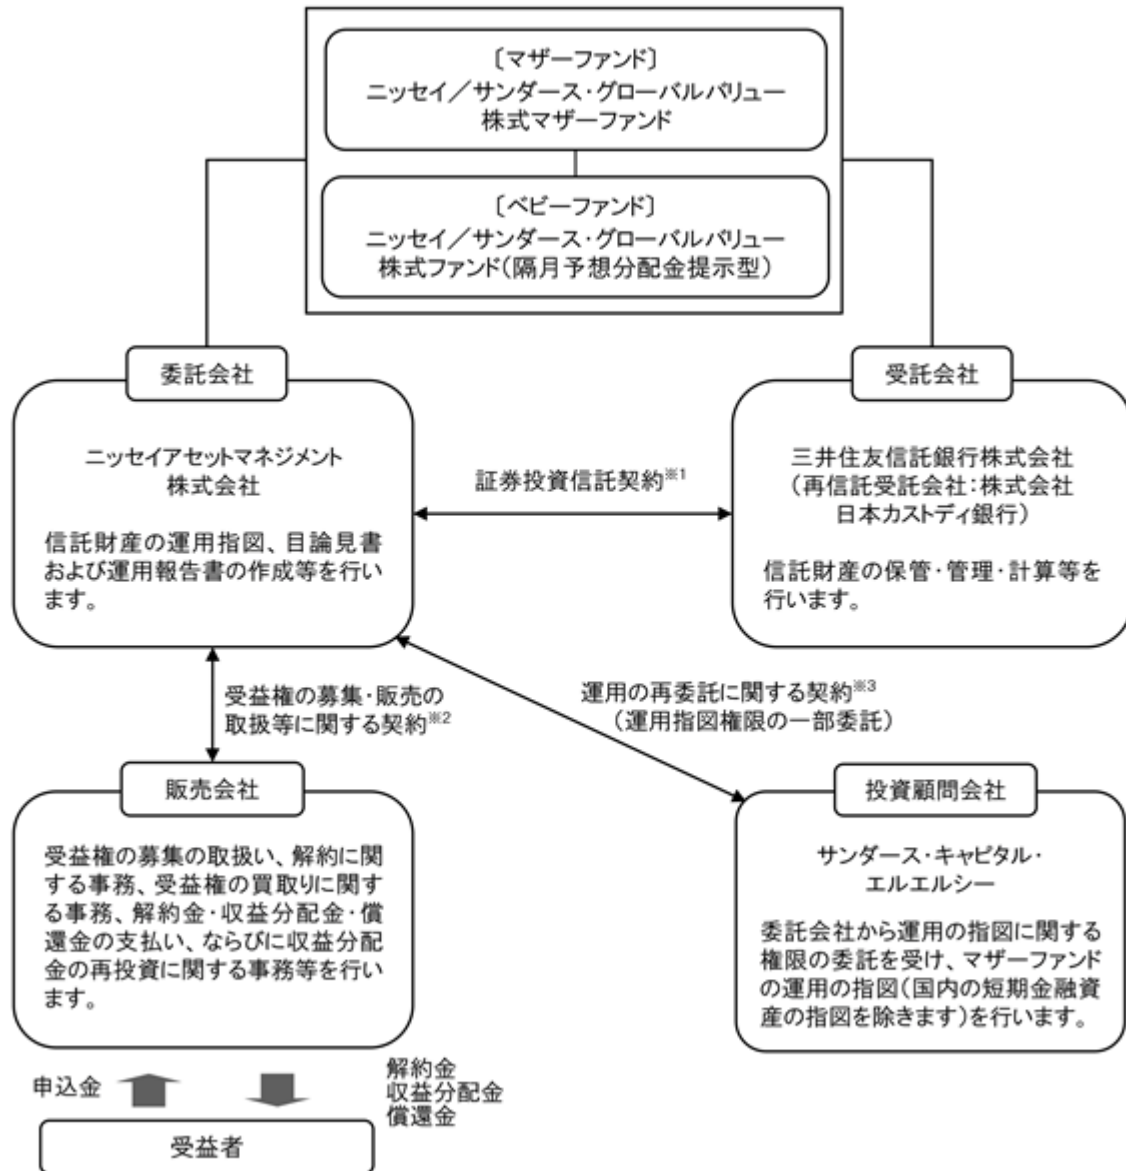 〔マザーファンド〕
ニッセイ／サンダース・グローバルバリュー
株式マザーファンド
〔ベビーファンド〕
ニッセイ／サンダース・グローバルバリュー
株式ファンド（隔月予想分配金提示型）
委託会社
ニッセイアセットマネジメント
株式会社
信託財産の運用指図、目論見書
および運用報告書の作成等を行い
ます。
証券投資信託契約※1
受託会社
三井住友信託銀行株式会社
（再信託受託会社：株式会社
日本カストディ銀行）
信託財産の保管・管理・計算等を
行います。
受益権の募集・販売の
取扱等に関する契約※2
運用の再委託に関する契約※3
（運用指図権限の一部委託）
販売会社
受益権の募集の取扱い、解約に関
する事務、受益権の買取りに関す
る事務、解約金・収益分配金・償
還金の支払い、ならびに収益分配
金の再投資に関する事務等を行い
ます。
投資顧問会社
サンダース・キャピタル・
エルエルシー
委託会社から運用の指図に関する
権限の委託を受け、マザーファンド
の運用の指図（国内の短期金融資
産の指図を除きます）を行います。
申込金
解約金
収益分配金
償還金
受益者